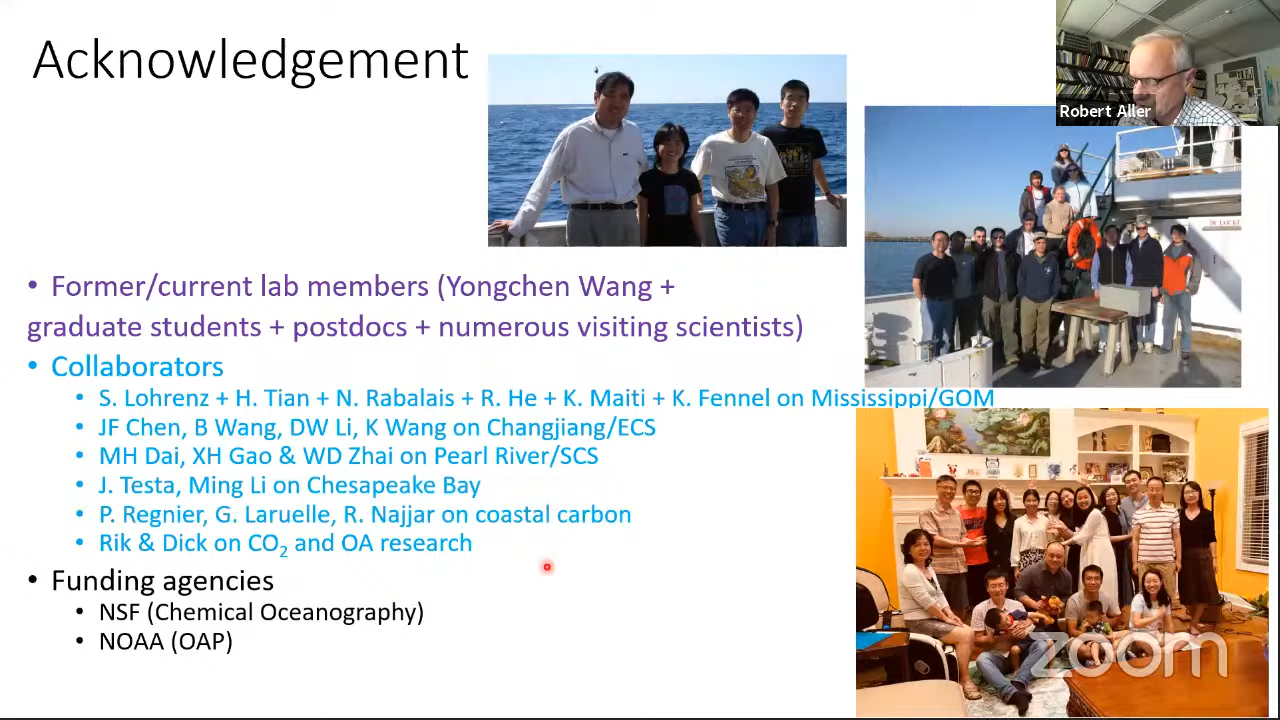 Acknowledgement
Robert Aller
• Former/current lab members (Yongchen Wang +
graduate students + postdocs + numerous visiting scientists)
• Collaborators
• S. Lohrenz + H. Tian + N. Rabalais + R. He + K. Maiti + K. Fennel on Mississippi/GOM
• JF Chen, B Wang, DW Li, K Wang on Changjiang/ECS
• MH Dai, XH Gao & WD Zhai on Pearl River/SCS
• J. Testa, Ming Li on Chesapeake Bay
• P. Regnier, G. Laruelle, R. Najjar on coastal carbon
• Rik & Dick on CO₂ and OA research
• Funding agencies
• NSF (Chemical Oceanography)
• NOAA (OAP)
zoom